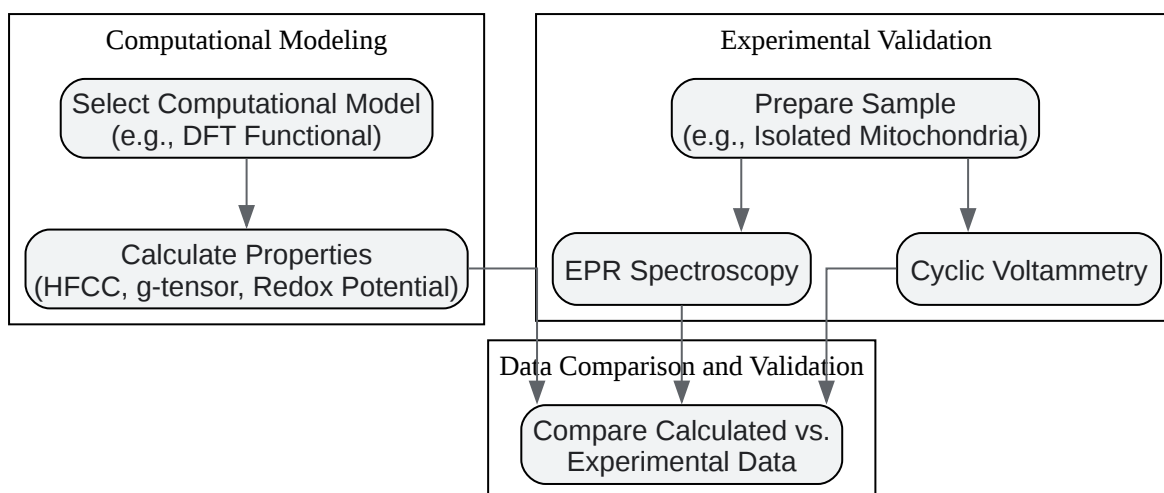 Computational Modeling
Select Computational Model
(e.g., DFT Functional)
Calculate Properties
(HFCC, g-tensor, Redox Potential)
Experimental Validation
Prepare Sample
(e.g., Isolated Mitochondria)
EPR Spectroscopy
Cyclic Voltammetry
Data Comparison and Validation
Compare Calculated vs.
Experimental Data